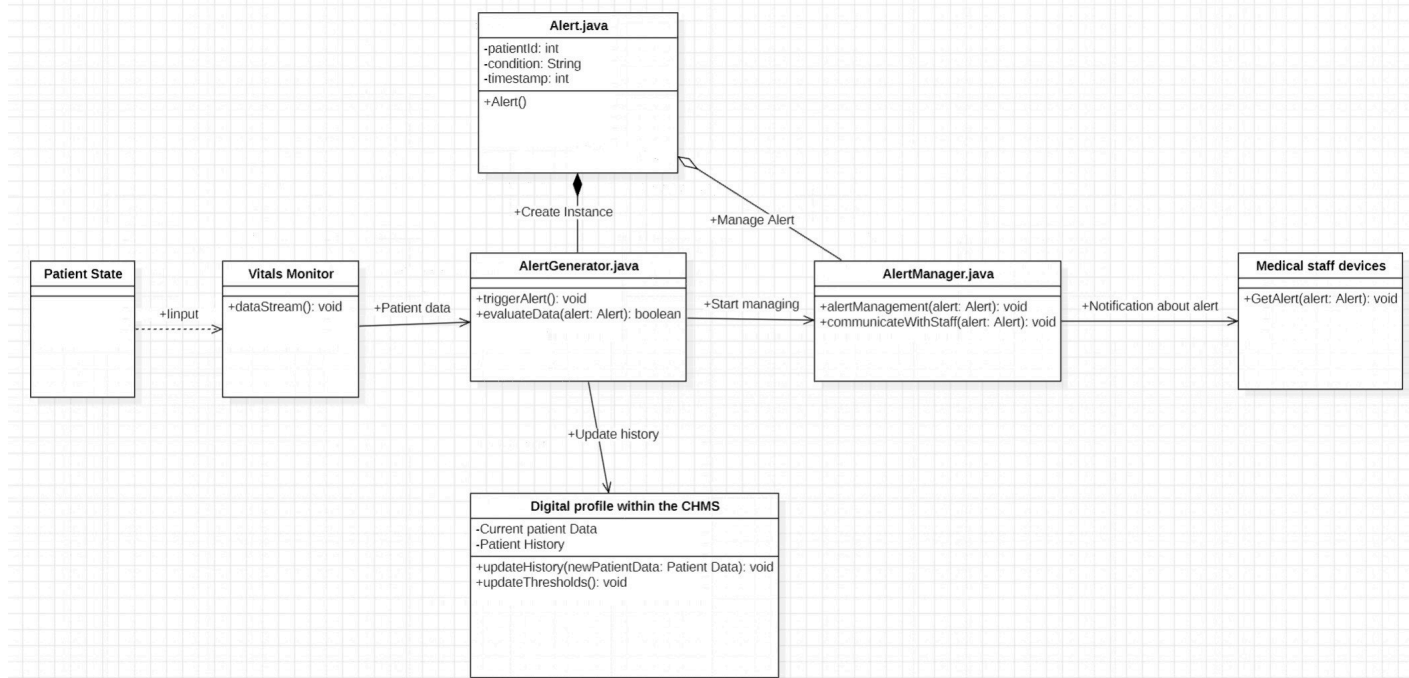 Alert.java
-patientId: int
-condition: String
-timestamp: int
+Alert()
+Create Instance
+Manage Alert
Patient State
+Iinput
Vitals Monitor
+dataStream(): void
+Patient data
AlertGenerator.java
+triggerAlert(): void
+evaluateData(alert: Alert): boolean
+Start managing
AlertManager.java
+alertManagement(alert: Alert): void
+communicateWithStaff(alert: Alert): void
+Notification about alert
Medical staff devices
+GetAlert(alert: Alert): void
+Update history
Digital profile within the CHMS
-Current patient Data
-Patient History
+updateHistory(newPatientData: Patient Data): void
+updateThresholds(): void